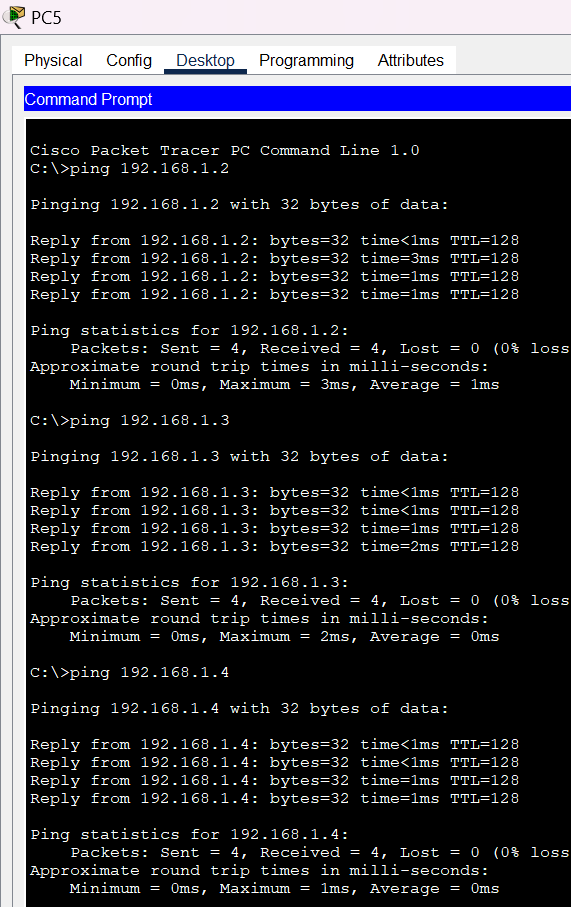 PC5
Physical Config Desktop Programming Attributes
Command Prompt
Cisco Packet Tracer PC Command Line 1.0
C:\>ping 192.168.1.2
Pinging 192.168.1.2 with 32 bytes of data:
Reply from 192.168.1.2: bytes=32 time<1ms TTL=128
Reply from 192.168.1.2: bytes=32 time=3ms TTL=128
Reply from 192.168.1.2: bytes=32 time=1ms TTL=128
Reply from 192.168.1.2: bytes=32 time=1ms TTL=128
Ping statistics for 192.168.1.2:
    Packets: Sent = 4, Received = 4, Lost = 0 (0% loss
Approximate round trip times in milli-seconds:
    Minimum = 0ms, Maximum = 3ms, Average = 1ms
C:\>ping 192.168.1.3
Pinging 192.168.1.3 with 32 bytes of data:
Reply from 192.168.1.3: bytes=32 time<1ms TTL=128
Reply from 192.168.1.3: bytes=32 time<1ms TTL=128
Reply from 192.168.1.3: bytes=32 time=1ms TTL=128
Reply from 192.168.1.3: bytes=32 time=2ms TTL=128
Ping statistics for 192.168.1.3:
    Packets: Sent = 4, Received = 4, Lost = 0 (0% loss
Approximate round trip times in milli-seconds:
    Minimum = 0ms, Maximum = 2ms, Average = 0ms
C:\>ping 192.168.1.4
Pinging 192.168.1.4 with 32 bytes of data:
Reply from 192.168.1.4: bytes=32 time<1ms TTL=128
Reply from 192.168.1.4: bytes=32 time<1ms TTL=128
Reply from 192.168.1.4: bytes=32 time=1ms TTL=128
Reply from 192.168.1.4: bytes=32 time=1ms TTL=128
Ping statistics for 192.168.1.4:
    Packets: Sent = 4, Received = 4, Lost = 0 (0% loss
Approximate round trip times in milli-seconds:
    Minimum = 0ms, Maximum = 1ms, Average = 0ms